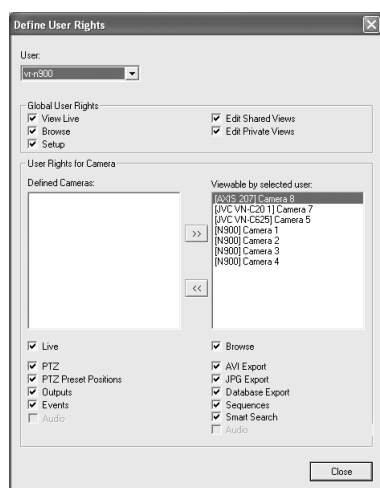 Define User Rights
User:
vr-n900
Global User Rights
View Live
Browse
Setup
Edit Shared Views
Edit Private Views
User Rights for Camera
Defined Cameras:
Viewable by selected user:
[AXIS 207] Camera 8
[JVC VN-C20 1] Camera 7
[JVC VN-C625] Camera 5
[N900] Camera 1
[N900] Camera 2
[N900] Camera 3
[N900] Camera 4
>>
<<
Live
PTZ
PTZ Preset Positions
Outputs
Events
Audio
Browse
AVI Export
JPG Export
Database Export
Sequences
Smart Search
Audio
Close